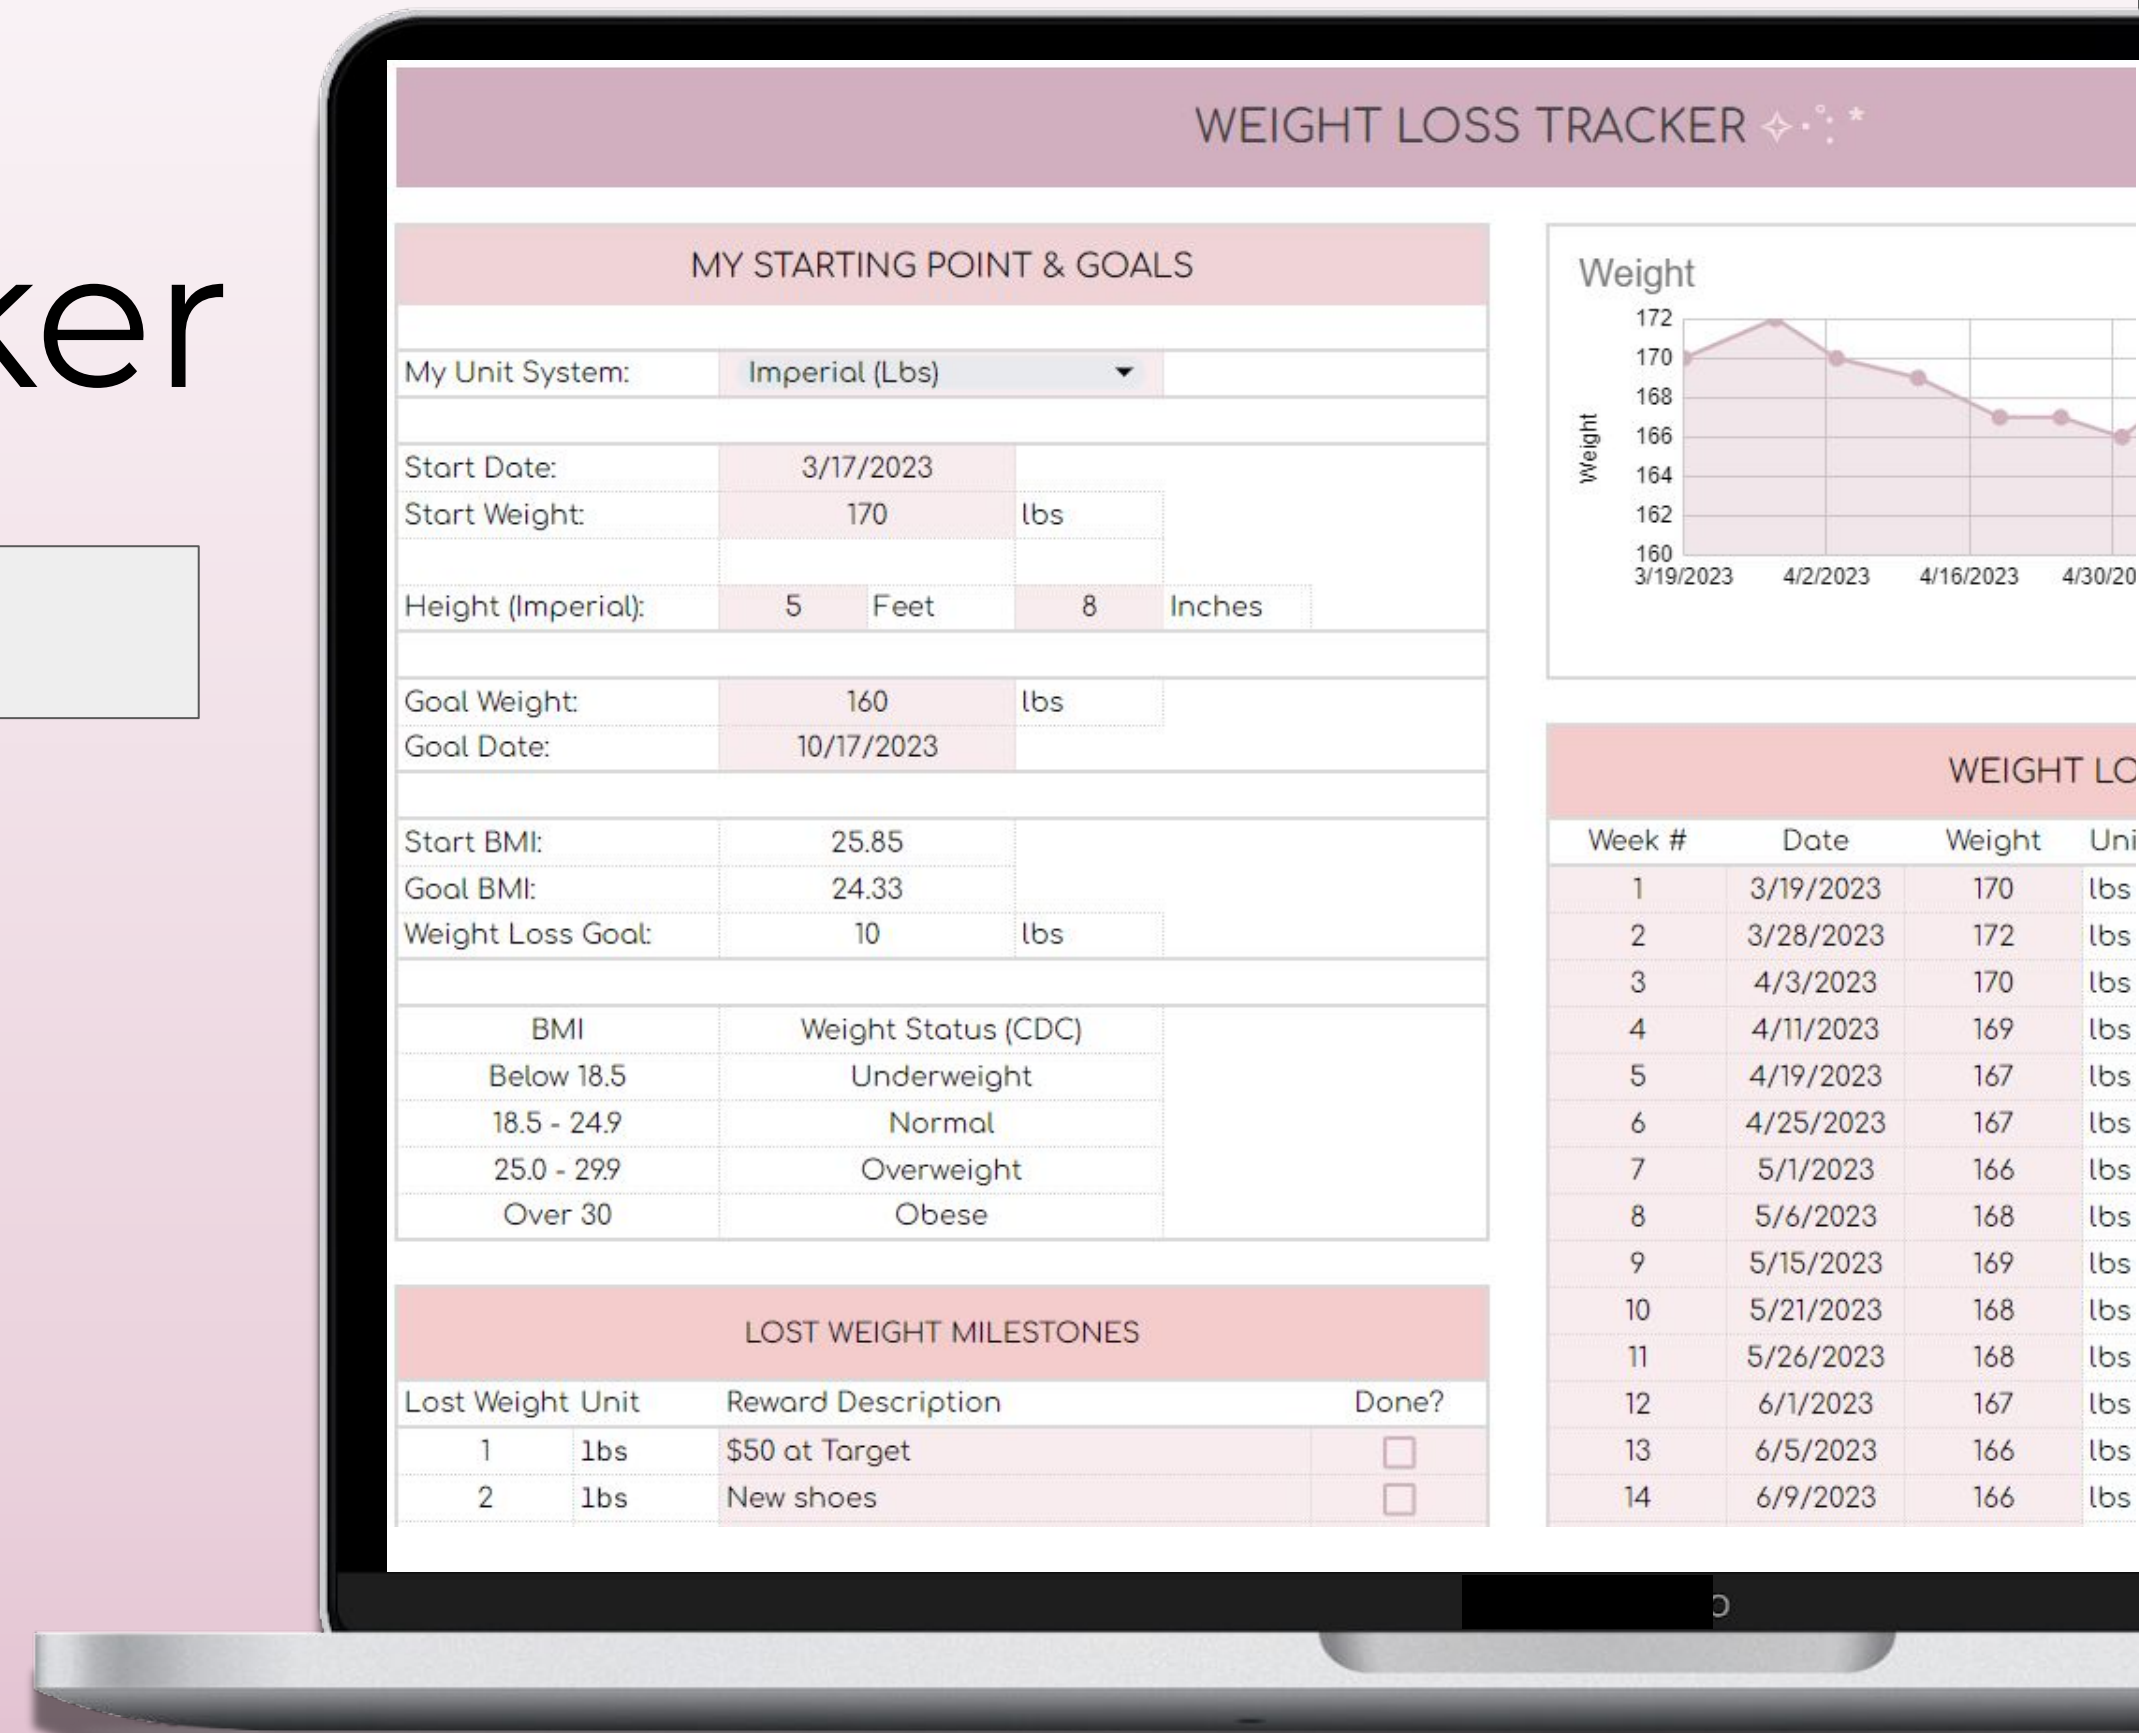 ker
WEIGHT LOSS TRACKER ✧･ﾟ: *
MY STARTING POINT & GOALS
My Unit System: Imperial (Lbs)
Start Date: 3/17/2023
Start Weight: 170 lbs
Height (Imperial): 5 Feet 8 Inches
Goal Weight: 160 lbs
Goal Date: 10/17/2023
Start BMI: 25.85
Goal BMI: 24.33
Weight Loss Goal: 10 lbs
BMI Weight Status (CDC)
Below 18.5 Underweight
18.5 - 24.9 Normal
25.0 - 29.9 Overweight
Over 30 Obese
LOST WEIGHT MILESTONES
Lost Weight Unit Reward Description Done?
1 lbs $50 at Target
2 lbs New shoes
Weight
Weight
172
170
168
166
164
162
160
3/19/2023 4/2/2023 4/16/2023 4/30/20
WEIGHT LO
Week # Date Weight Uni
1 3/19/2023 170 lbs
2 3/28/2023 172 lbs
3 4/3/2023 170 lbs
4 4/11/2023 169 lbs
5 4/19/2023 167 lbs
6 4/25/2023 167 lbs
7 5/1/2023 166 lbs
8 5/6/2023 168 lbs
9 5/15/2023 169 lbs
10 5/21/2023 168 lbs
11 5/26/2023 168 lbs
12 6/1/2023 167 lbs
13 6/5/2023 166 lbs
14 6/9/2023 166 lbs